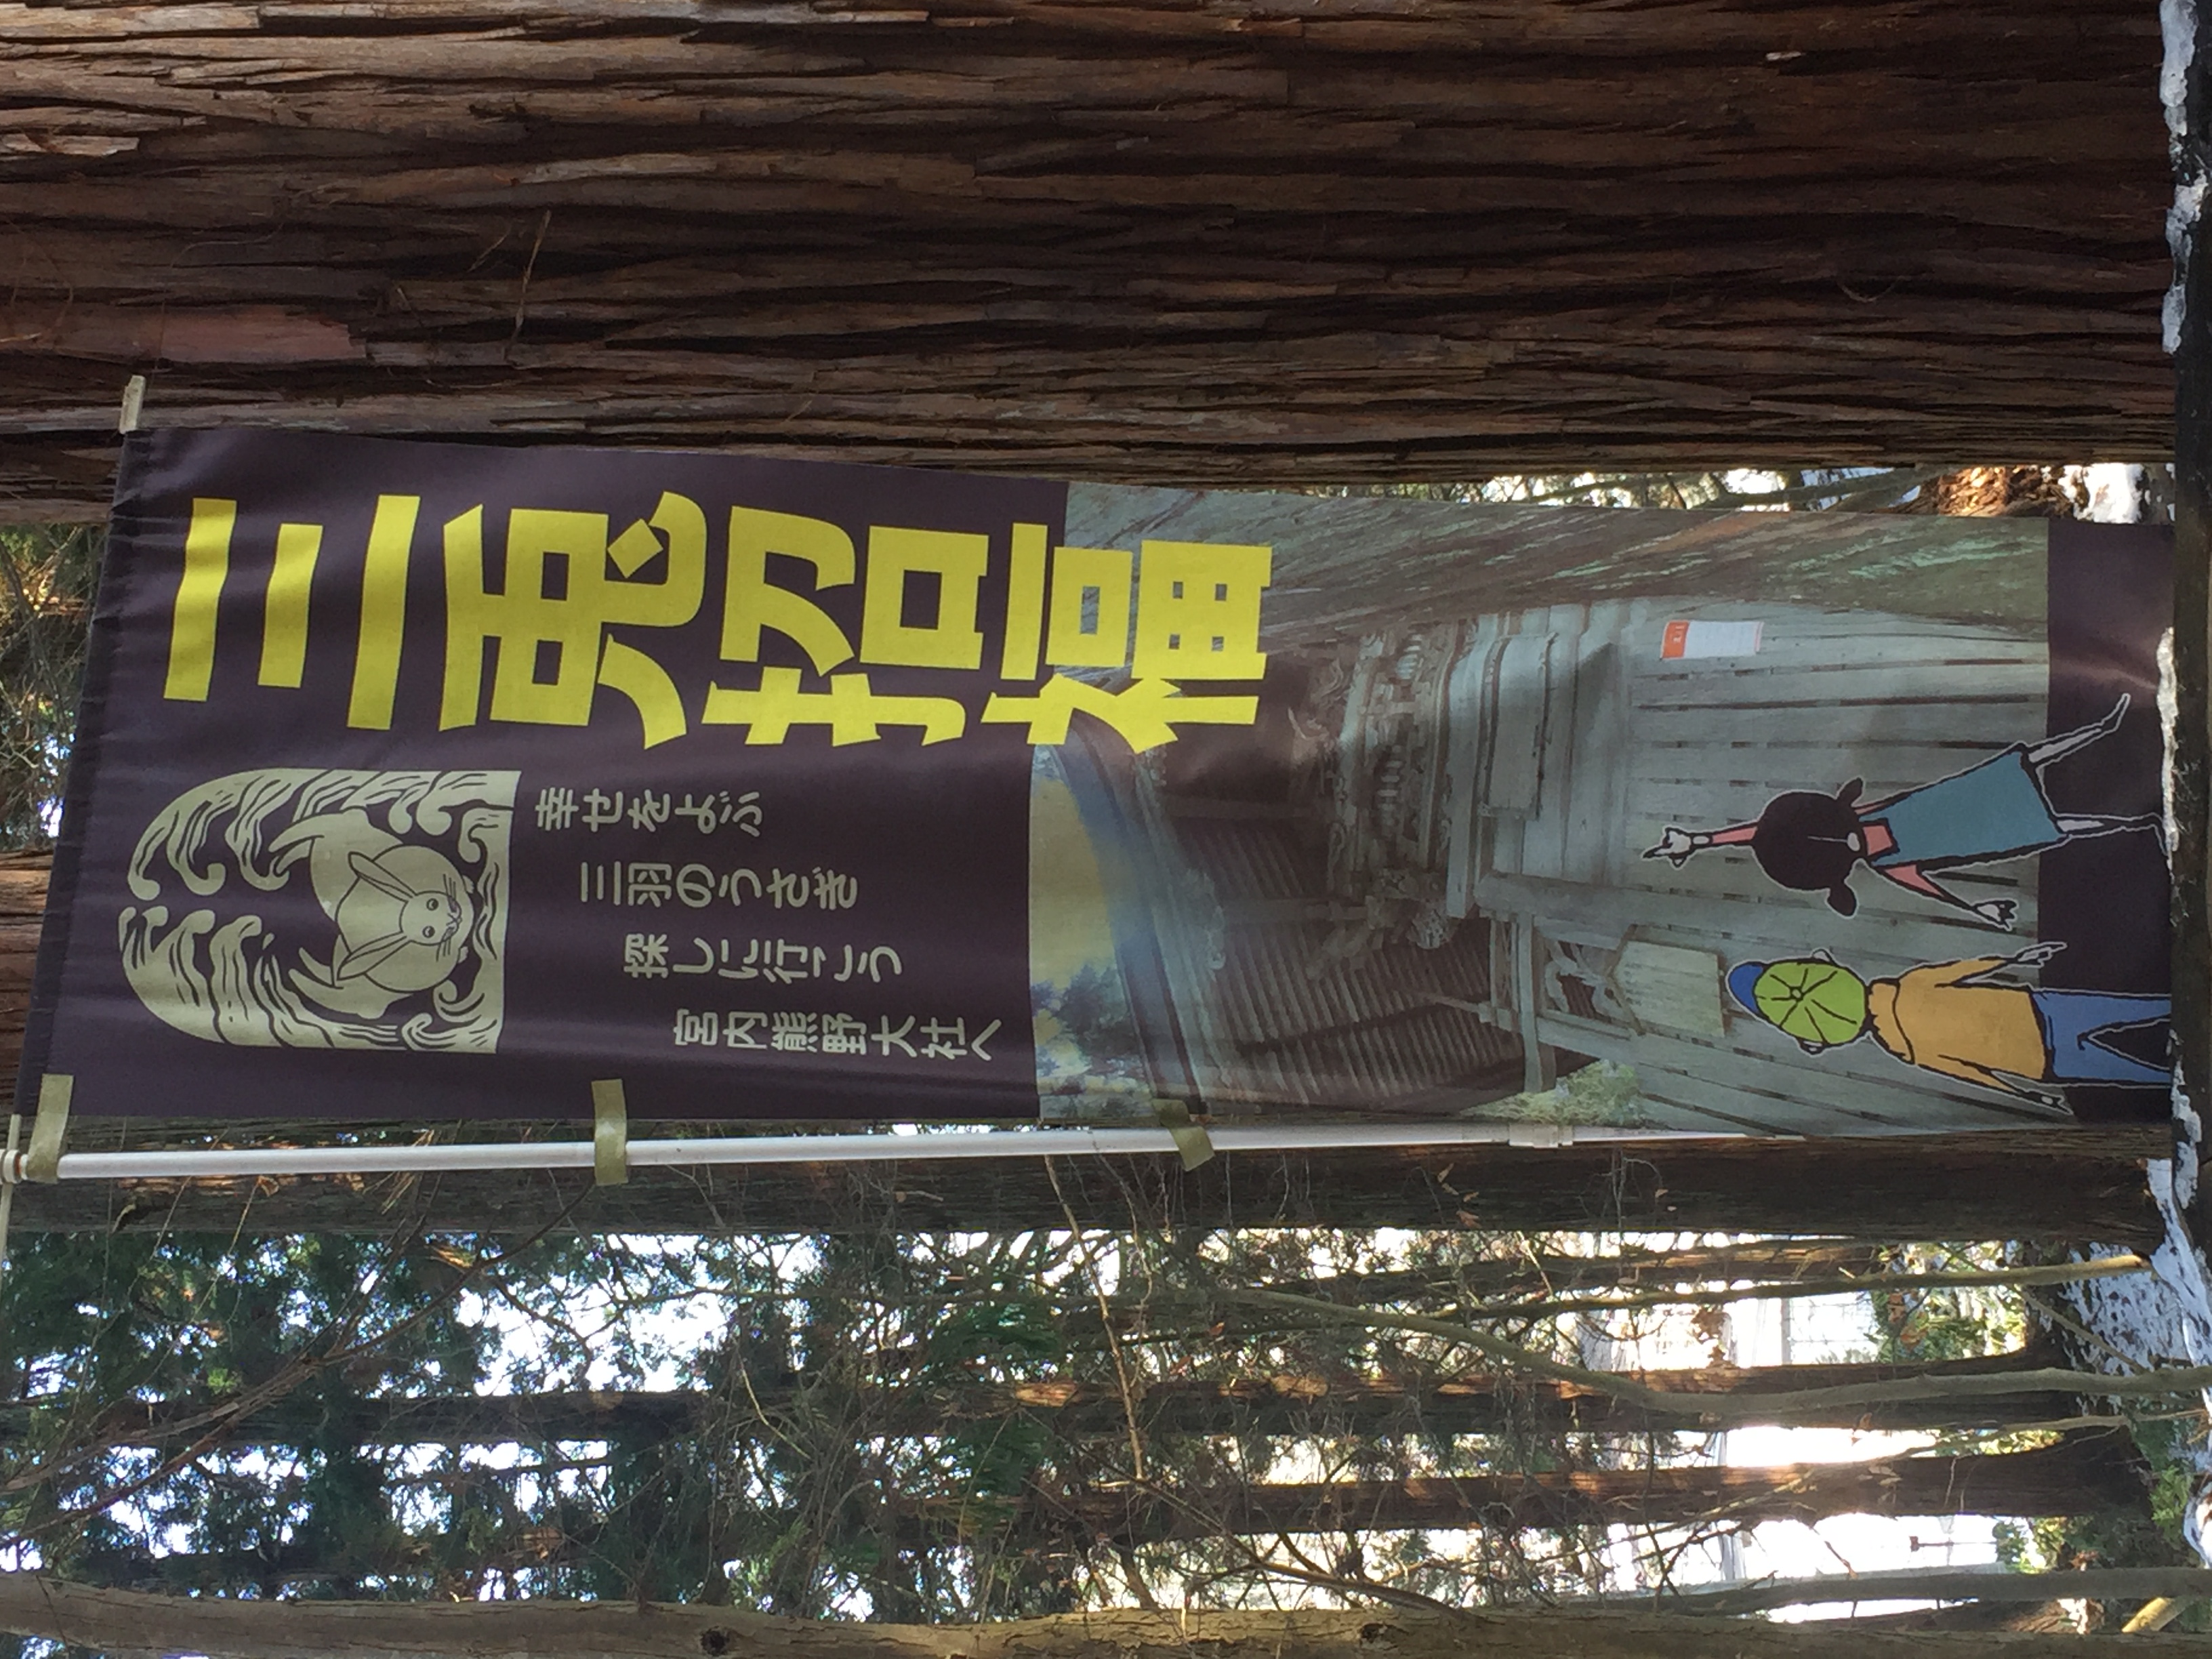 三兎招福
幸せをよぶ
三羽のうさぎ
探しに行こう
宮内熊野大社へ